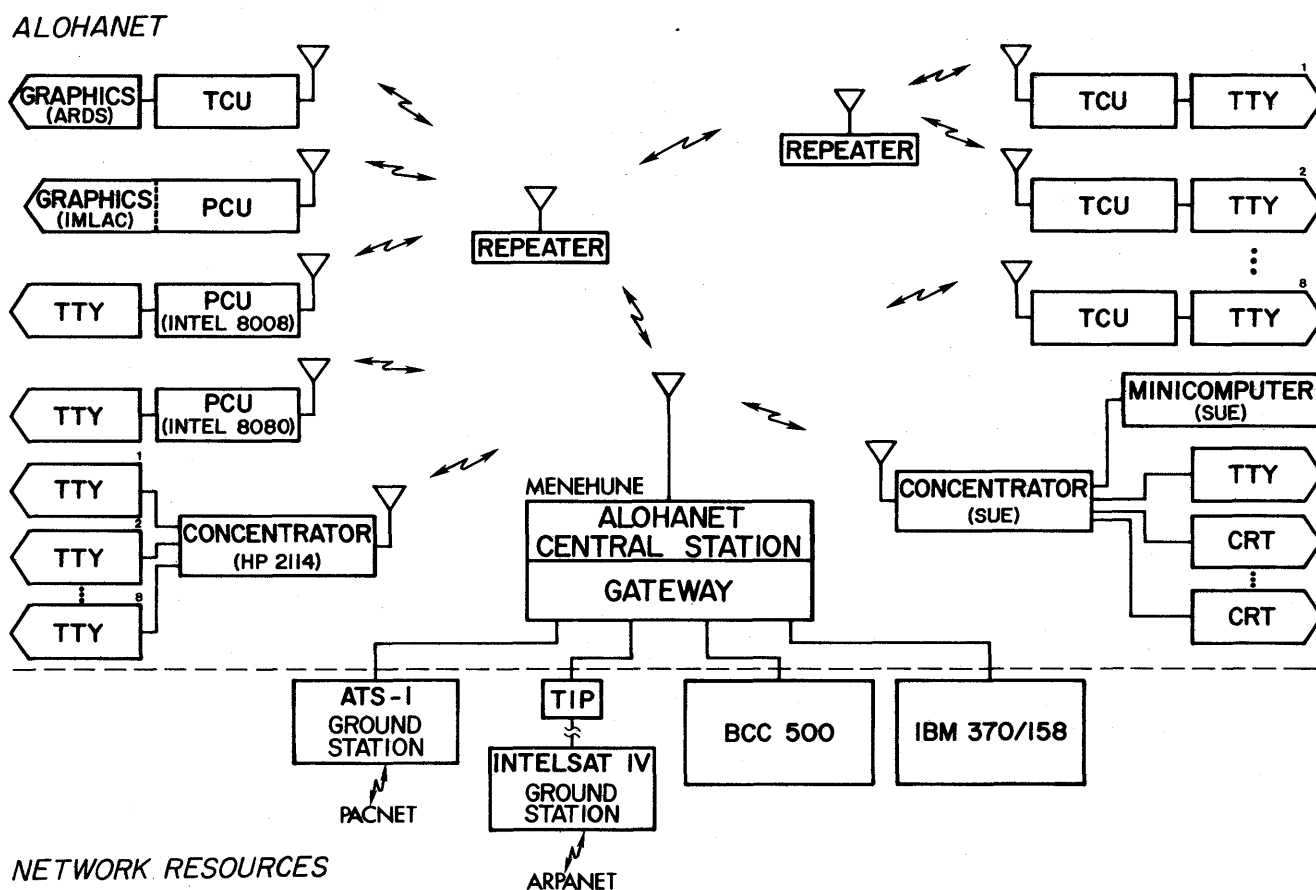 ALOHANET
GRAPHICS
(ARDS)
TCU
GRAPHICS
(IMLAC)
PCU
TTY
PCU
(INTEL 8008)
TTY
PCU
(INTEL 8080)
1
TTY
2
TTY
8
TTY
CONCENTRATOR
(HP 2114)
REPEATER
REPEATER
TCU
1
TTY
TCU
2
TTY
TCU
8
TTY
MINICOMPUTER
(SUE)
CONCENTRATOR
(SUE)
TTY
CRT
CRT
MENEHUNE
ALOHANET
CENTRAL STATION
GATEWAY
ATS-1
GROUND
STATION
PACNET
TIP
INTELSAT IV
GROUND
STATION
ARPANET
BCC 500
IBM 370/158
NETWORK RESOURCES